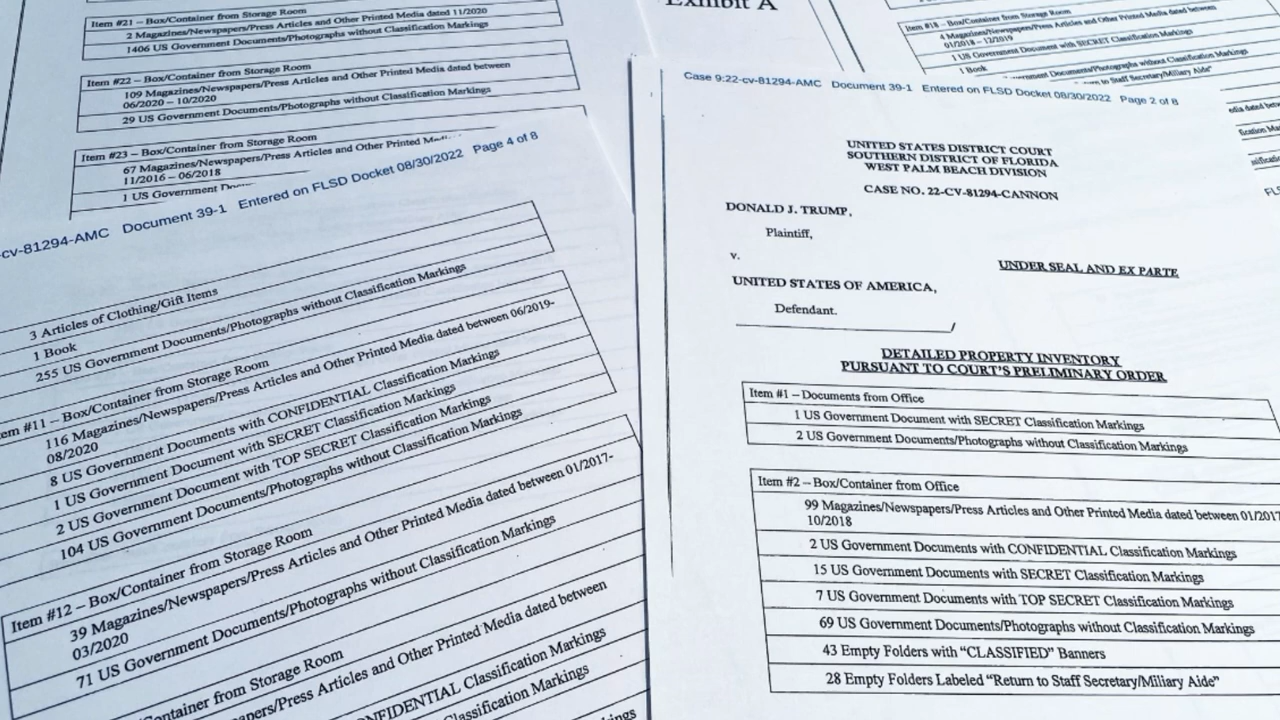 Item #21 – Box/Container from Storage Room
2 Magazines/Newspapers/Press Articles and Other Printed Media dated 11/2020
1406 US Government Documents/Photographs without Classification Markings
Item #22 – Box/Container from Storage Room
109 Magazines/Newspapers/Press Articles and Other Printed Media dated between
06/2020 – 10/2020
29 US Government Documents/Photographs without Classification Markings
Item #23 – Box/Container from Storage Room
67 Magazines/Newspapers/Press Articles and Other Printed
11/2016 – 06/2018
1 US Government
-cv-81294-AMC Document 39-1 Entered on FLSD Docket 08/30/2022 Page 4 of 8
3 Articles of Clothing/Gift Items
1 Book
255 US Government Documents/Photographs without Classification Markings
em #11 – Box/Container from Storage Room
116 Magazines/Newspapers/Press Articles and Other Printed Media dated between 06/2019-
08/2020
8 US Government Documents with CONFIDENTIAL Classification Markings
1 US Government Document with SECRET Classification Markings
2 US Government Document with TOP SECRET Classification Markings
104 US Government Documents/Photographs without Classification Markings
Item #12 – Box/Container from Storage Room
39 Magazines/Newspapers/Press Articles and Other Printed Media dated between 01/2017-
03/2020
71 US Government Documents/Photographs without Classification Markings
ontainer from Storage Room
apers/Press Articles and Other Printed Media dated between
NFIDENTIAL Classification Markings
Classification Markings
Exhibit A
Item #18 – Box/Container from Storage Room
4 Magazines/Newspapers/Press Articles and Other Printed Media dated between
01/2018 – 12/2019
1 US Government Document with SECRET Classification Markings
1 Book
Documents/Photographs without Classification Markings
to Staff Secretary/Military Aide"
Case 9:22-cv-81294-AMC Document 39-1 Entered on FLSD Docket 08/30/2022 Page 2 of 8
UNITED STATES DISTRICT COURT
SOUTHERN DISTRICT OF FLORIDA
WEST PALM BEACH DIVISION
CASE NO. 22-CV-81294-CANNON
DONALD J. TRUMP,
Plaintiff,
v.
UNDER SEAL AND EX PARTE
UNITED STATES OF AMERICA,
Defendant.
/
DETAILED PROPERTY INVENTORY
PURSUANT TO COURT'S PRELIMINARY ORDER
Item #1 – Documents from Office
1 US Government Document with SECRET Classification Markings
2 US Government Documents/Photographs without Classification Markings
Item #2 – Box/Container from Office
99 Magazines/Newspapers/Press Articles and Other Printed Media dated between 01/2017
10/2018
2 US Government Documents with CONFIDENTIAL Classification Markings
15 US Government Documents with SECRET Classification Markings
7 US Government Documents with TOP SECRET Classification Markings
69 US Government Documents/Photographs without Classification Markings
43 Empty Folders with "CLASSIFIED" Banners
28 Empty Folders Labeled "Return to Staff Secretary/Miliary Aide"